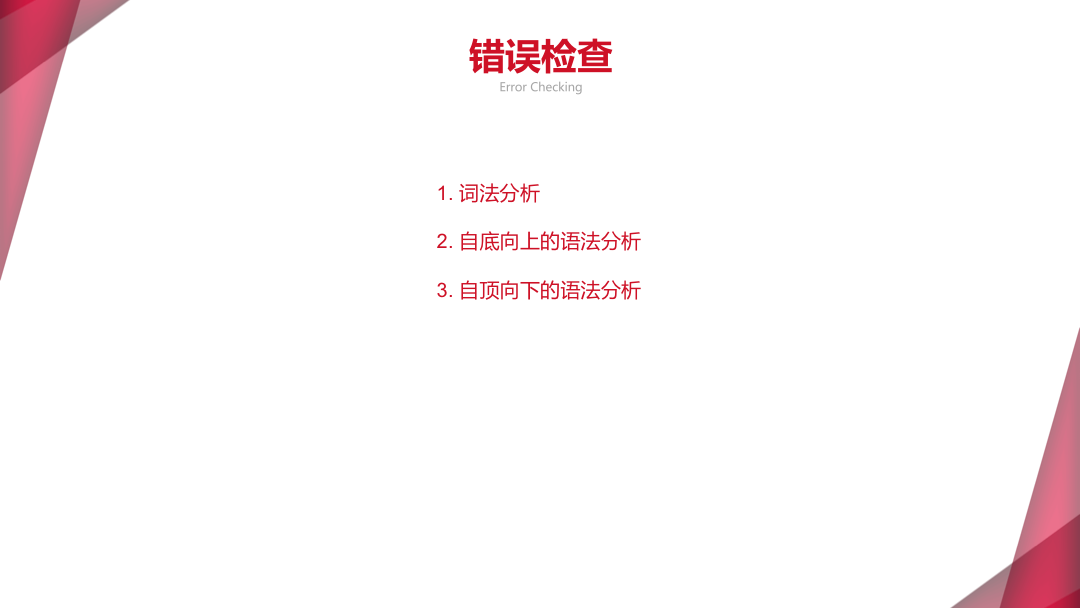 错误检查
Error Checking
1. 词法分析
2. 自底向上的语法分析
3. 自顶向下的语法分析